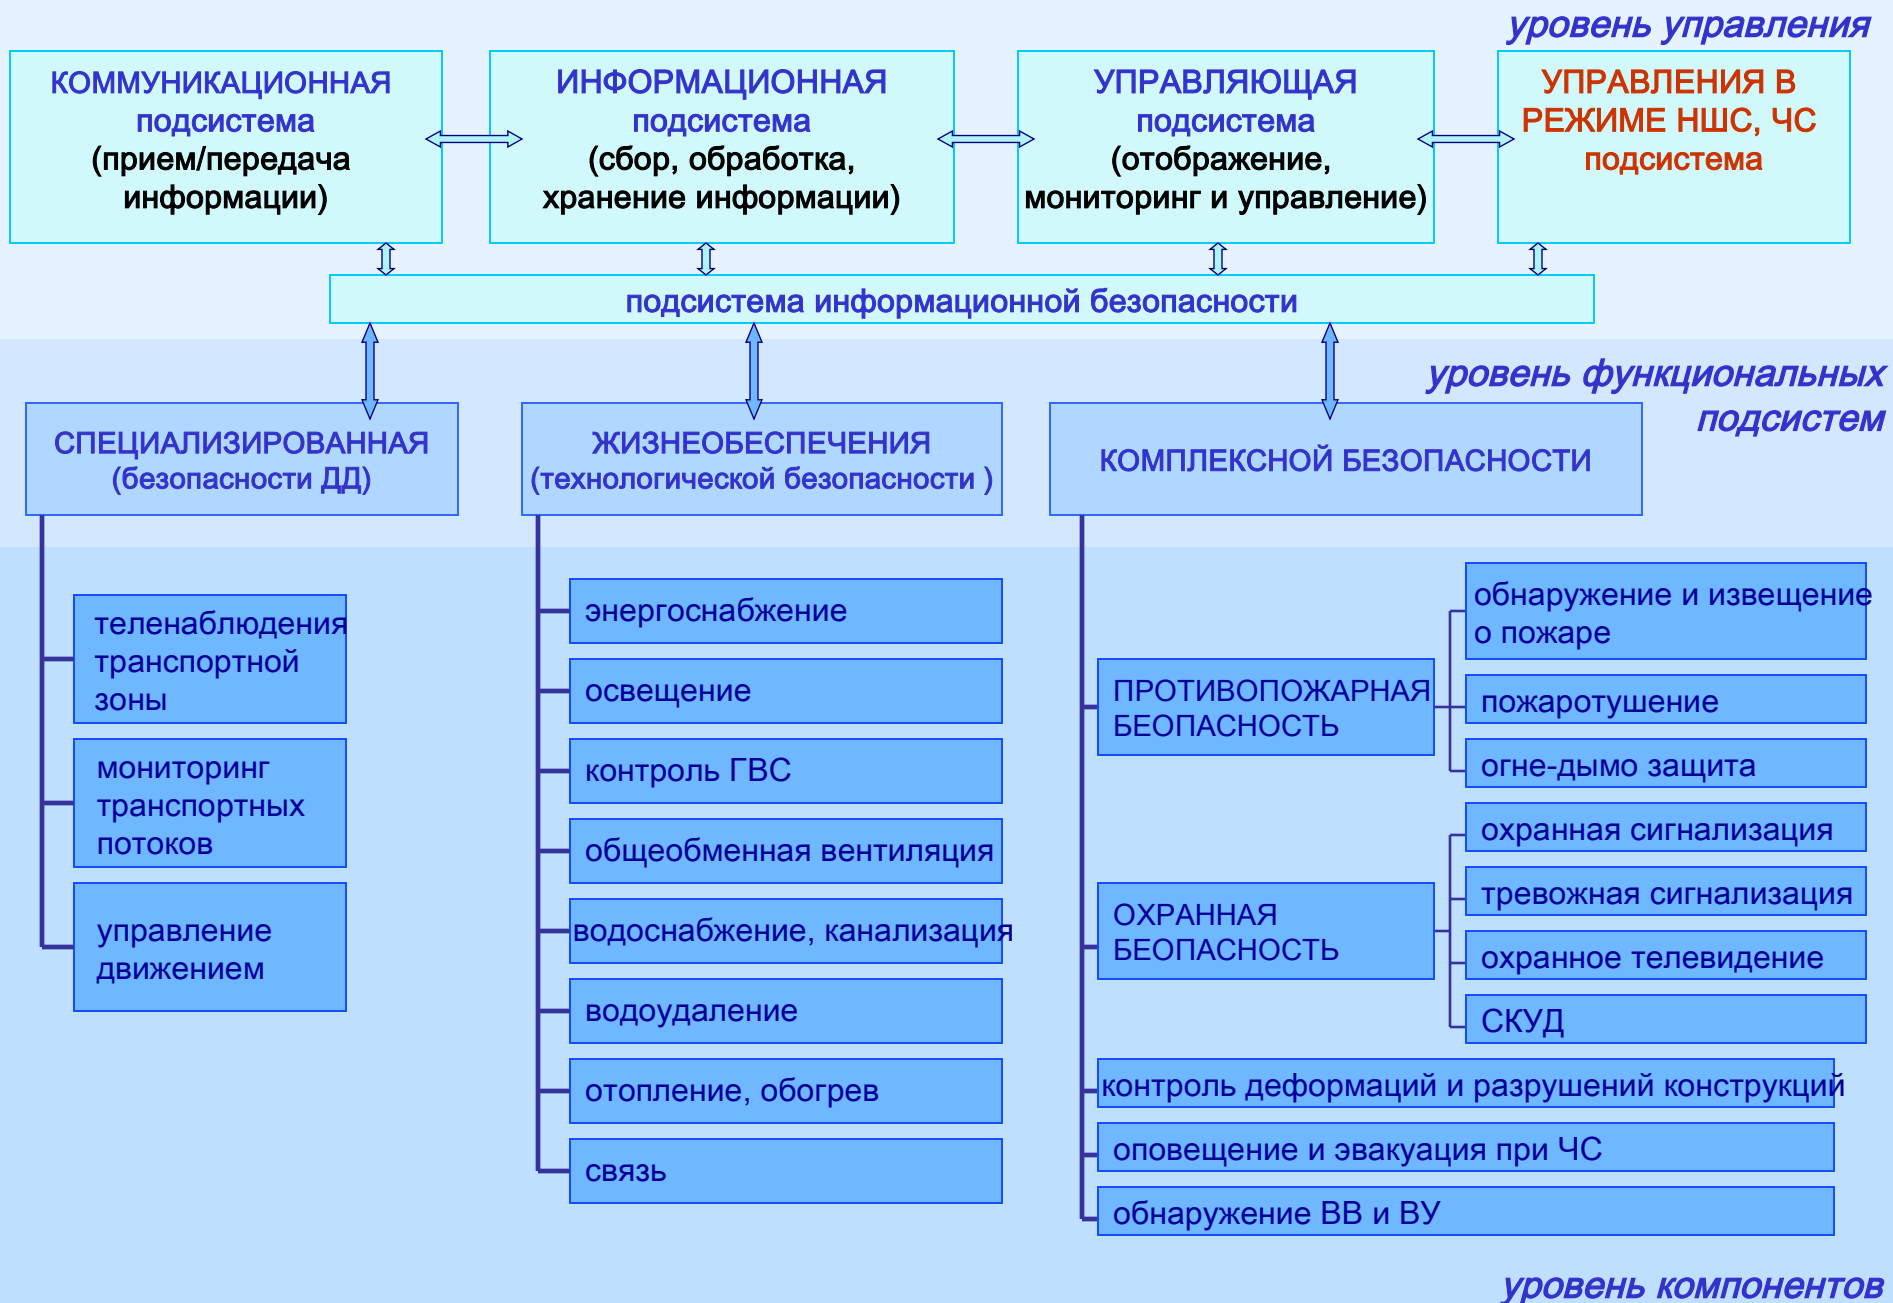 уровень управления
КОММУНИКАЦИОННАЯ
подсистема
(прием/передача
информации)
ИНФОРМАЦИОННАЯ
подсистема
(сбор, обработка,
хранение информации)
УПРАВЛЯЮЩАЯ
подсистема
(отображение,
мониторинг и управление)
УПРАВЛЕНИЯ В
РЕЖИМЕ НШС, ЧС
подсистема
подсистема информационной безопасности
уровень функциональных
подсистем
СПЕЦИАЛИЗИРОВАННАЯ
(безопасности ДД)
ЖИЗНЕОБЕСПЕЧЕНИЯ
(технологической безопасности )
КОМПЛЕКСНОЙ БЕЗОПАСНОСТИ
теленаблюдения
транспортной
зоны
мониторинг
транспортных
потоков
управление
движением
энергоснабжение
освещение
контроль ГВС
общеобменная вентиляция
водоснабжение, канализация
водоудаление
отопление, обогрев
связь
ПРОТИВОПОЖАРНАЯ
БЕОПАСНОСТЬ
обнаружение и извещение
о пожаре
пожаротушение
огне-дымо защита
ОХРАННАЯ
БЕОПАСНОСТЬ
охранная сигнализация
тревожная сигнализация
охранное телевидение
СКУД
контроль деформаций и разрушений конструкций
оповещение и эвакуация при ЧС
обнаружение ВВ и ВУ
уровень компонентов